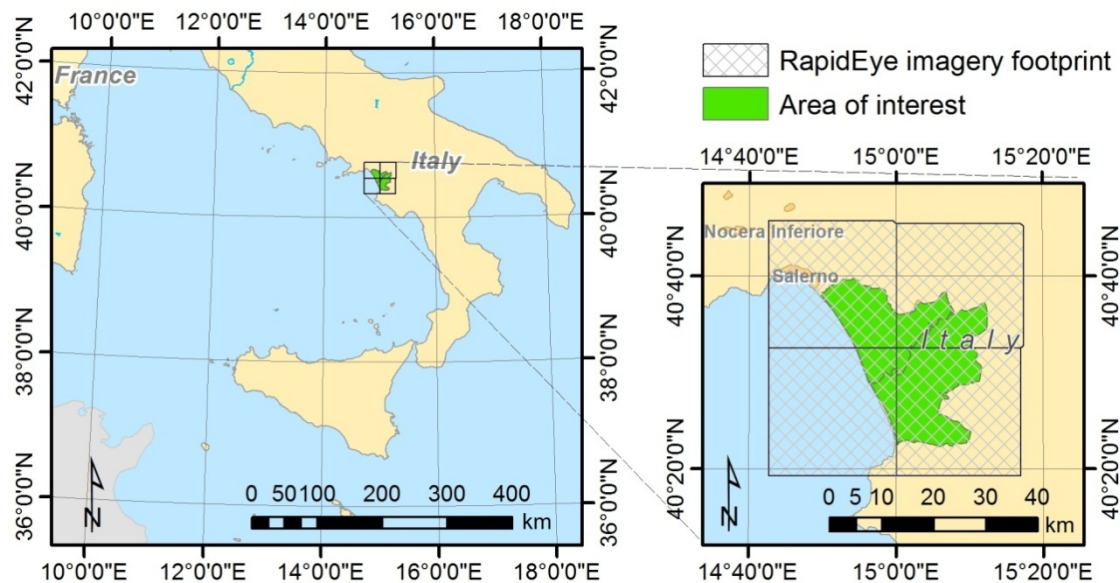 10°0'0"E 12°0'0"E 14°0'0"E 16°0'0"E 18°0'0"E
42°0'0"N
40°0'0"N
38°0'0"N
36°0'0"N
France
Italy
42°0'0"N
40°0'0"N
38°0'0"N
36°0'0"N
N
0 50 100 200 300 400
km
10°0'0"E 12°0'0"E 14°0'0"E 16°0'0"E 18°0'0"E
RapidEye imagery footprint
Area of interest
14°40'0"E 15°0'0"E 15°20'0"E
40°40'0"N
40°20'0"N
Nocera Inferiore
Salerno
Italy
40°40'0"N
40°20'0"N
N
0 5 10 20 30 40
km
14°40'0"E 15°0'0"E 15°20'0"E